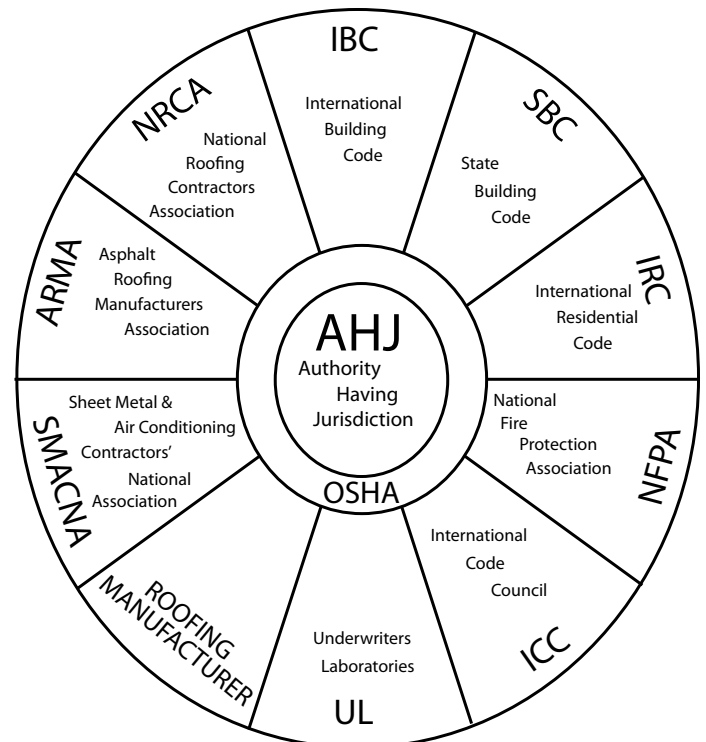 IBC
International
Building
Code
SBC
State
Building
Code
IRC
International
Residential
Code
NFPA
National
Fire
Protection
Association
International
Code
Council
ICC
Underwriters
Laboratories
UL
ROOFING
MANUFACTURER
SMACNA
Sheet Metal &
Air Conditioning
Contractors’
National
Association
ARMA
Asphalt
Roofing
Manufacturers
Association
NRCA
National
Roofing
Contractors
Association
AHJ
Authority
Having
Jurisdiction
OSHA